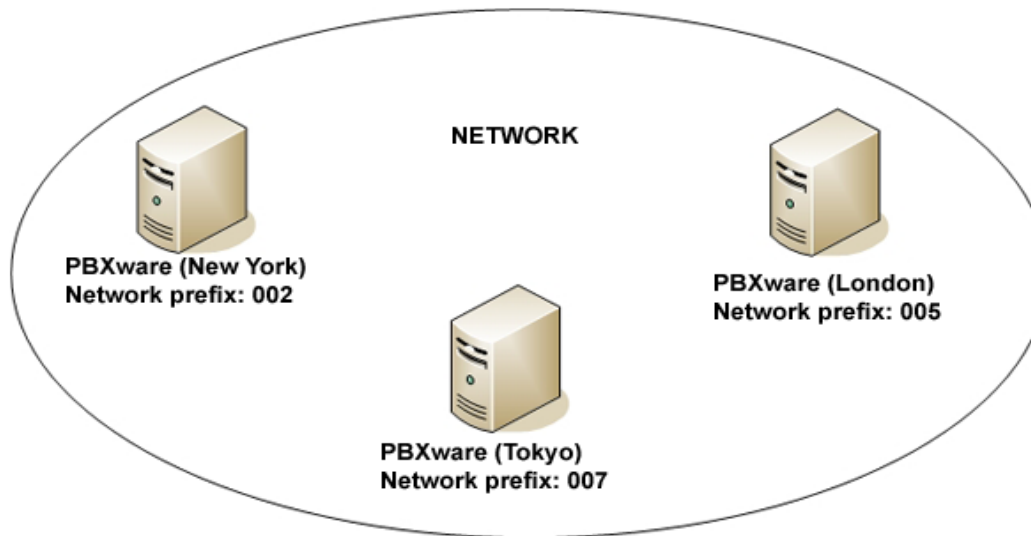 NETWORK
PBXware (New York)
Network prefix: 002
PBXware (London)
Network prefix: 005
PBXware (Tokyo)
Network prefix: 007